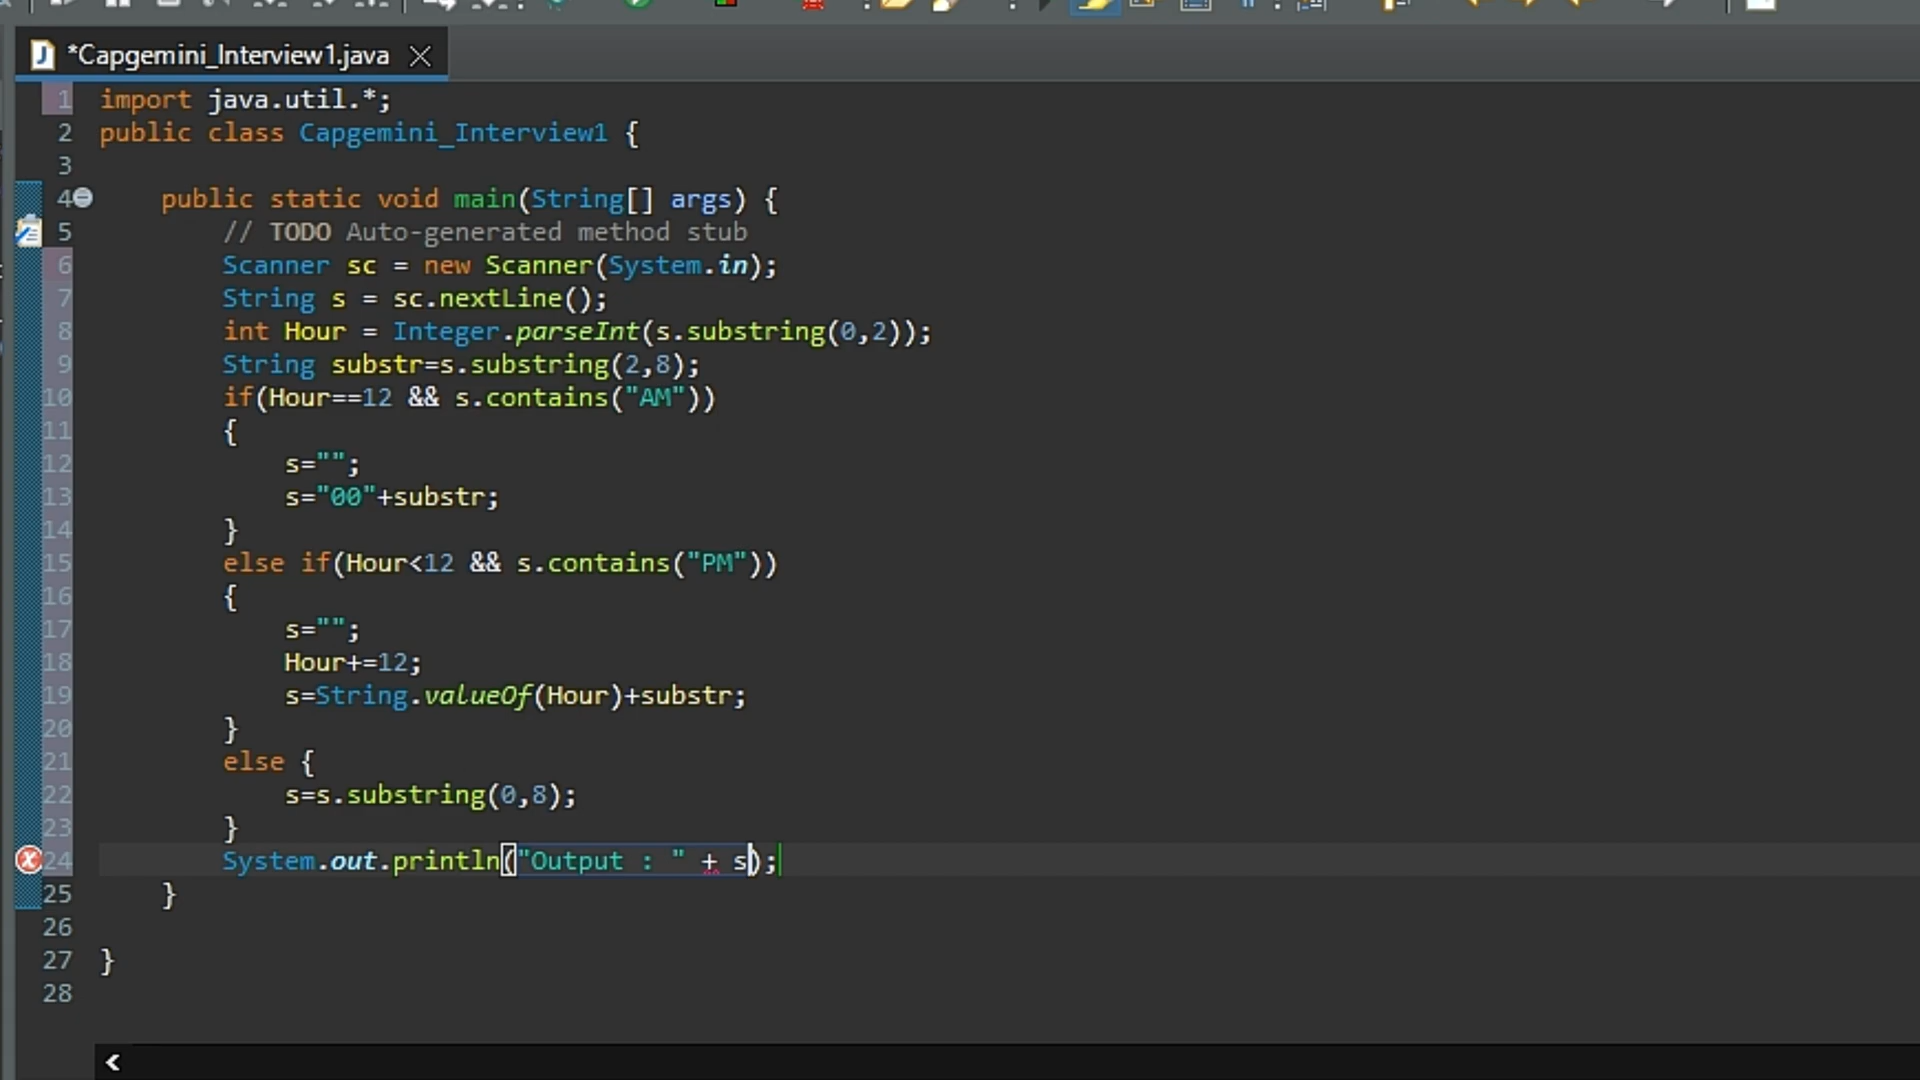 *Capgemini_Interview1.java
1 import java.util.*;
2 public class Capgemini_Interview1 {
3
4 public static void main(String[] args) {
5 // TODO Auto-generated method stub
6 Scanner sc = new Scanner(System.in);
7 String s = sc.nextLine();
8 int Hour = Integer.parseInt(s.substring(0,2));
9 String substr=s.substring(2,8);
10 if(Hour==12 && s.contains("AM"))
11 {
12 s="";
13 s="00"+substr;
14 }
15 else if(Hour<12 && s.contains("PM"))
16 {
17 s="";
18 Hour+=12;
19 s=String.valueOf(Hour)+substr;
20 }
21 else {
22 s=s.substring(0,8);
23 }
24 System.out.println("Output : " + s);
25 }
26
27 }
28